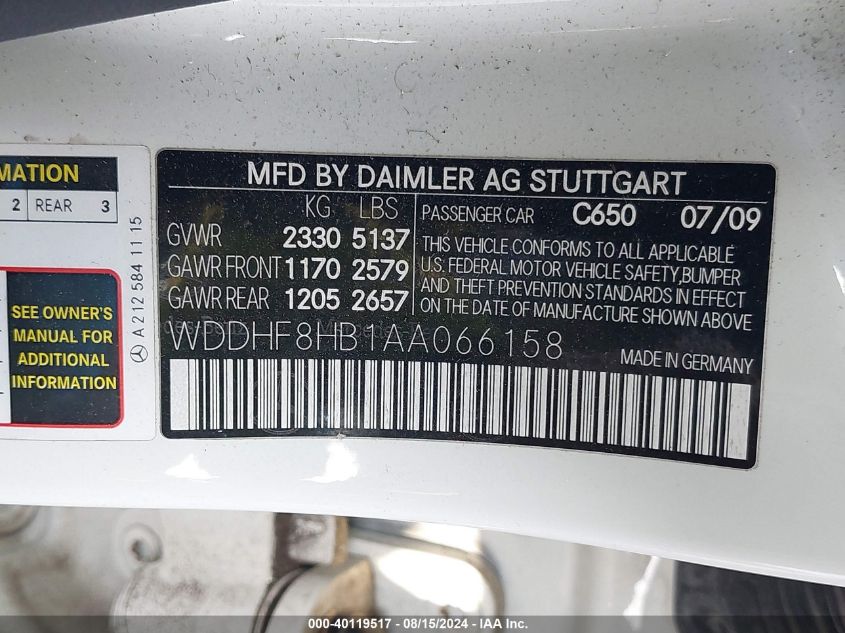 MATION
2 REAR 3
SEE OWNER'S
MANUAL FOR
ADDITIONAL
INFORMATION
A 212 584 11 15
MFD BY DAIMLER AG STUTTGART
KG LBS
GVWR 2330 5137
GAWR FRONT 1170 2579
GAWR REAR 1205 2657
PASSENGER CAR C650 07/09
THIS VEHICLE CONFORMS TO ALL APPLICABLE
U.S. FEDERAL MOTOR VEHICLE SAFETY,BUMPER
AND THEFT PREVENTION STANDARDS IN EFFECT
ON THE DATE OF MANUFACTURE SHOWN ABOVE
WDDHF8HB1AA066158
MADE IN GERMANY
000-40119517 - 08/15/2024 - IAA Inc.